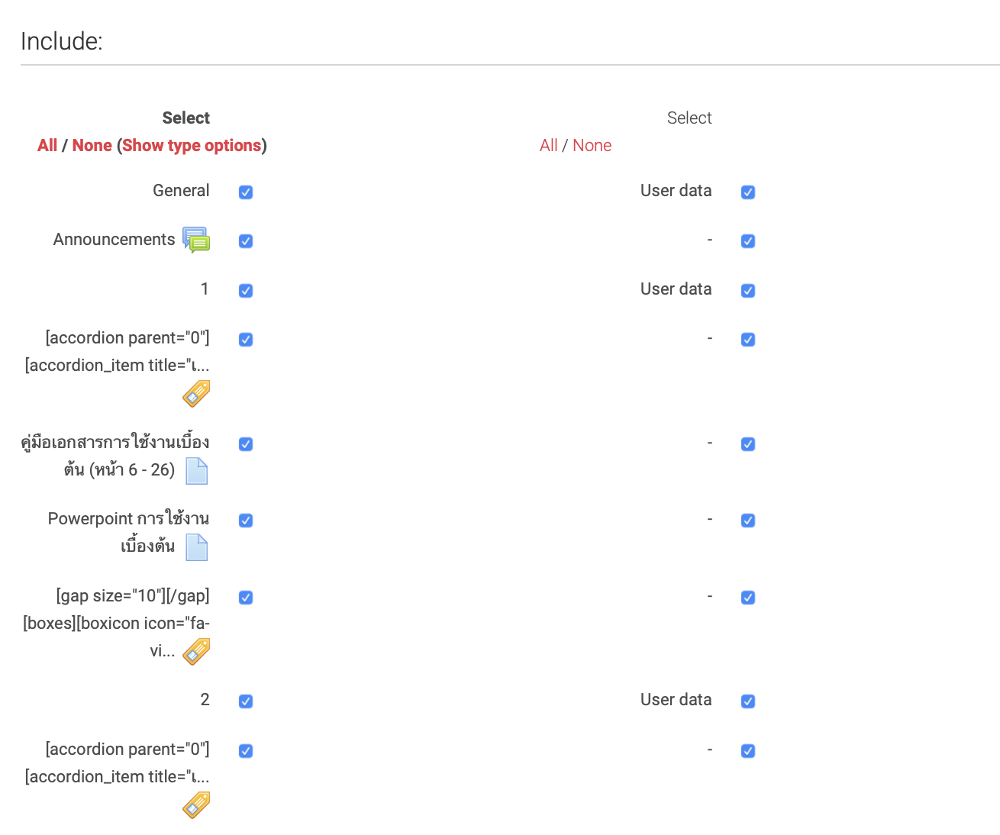 Include:
Select Select
All / None (Show type options) All / None
General User data
Announcements -
1 User data
[accordion parent="0"] -
[accordion_item title="เ...
คู่มือเอกสารการใช้งานเบื้อง -
ต้น (หน้า 6 - 26)
Powerpoint การใช้งาน -
เบื้องต้น
[gap size="10"][/gap] -
[boxes][boxicon icon="fa-
vi...
2 User data
[accordion parent="0"] -
[accordion_item title="เ...